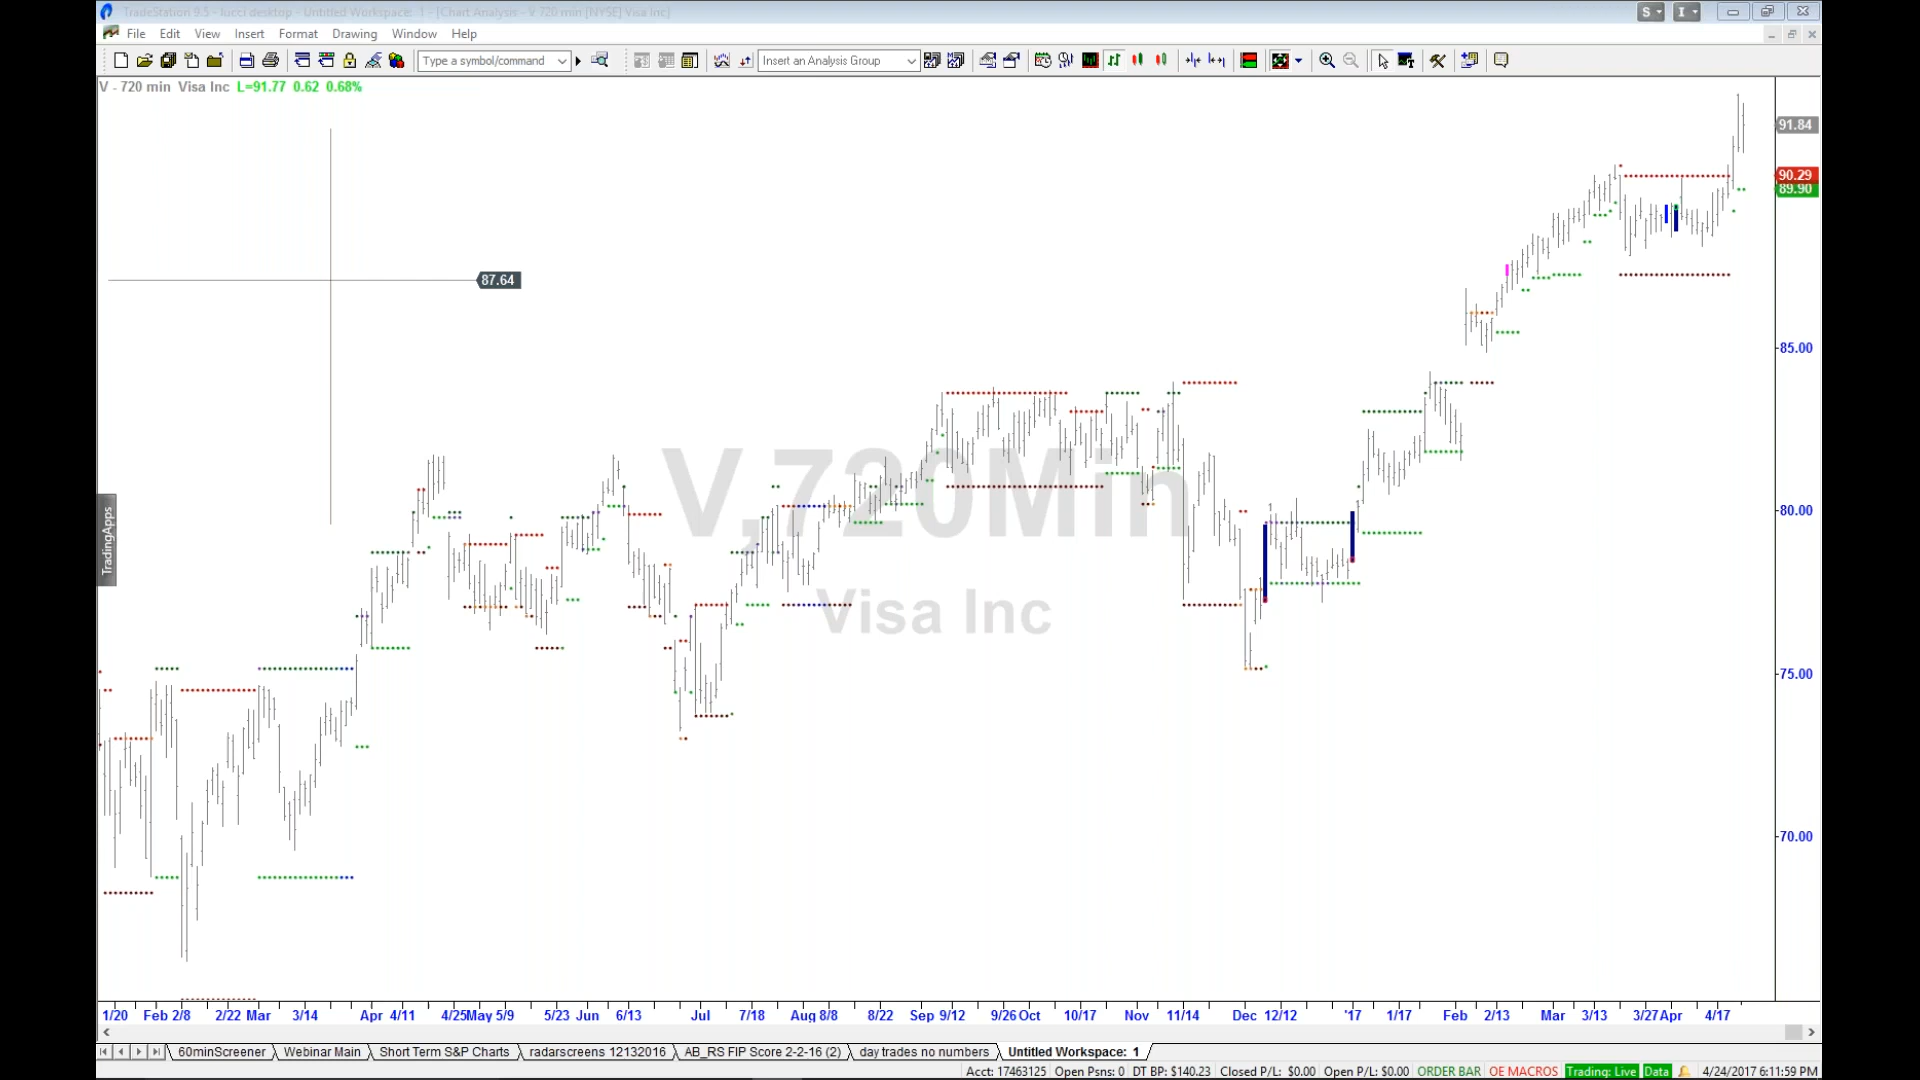 TradeStation 9.5 - lucci desktop - Untitled Workspace: 1 - [Chart Analysis - V 720 min [NYSE] Visa Inc]
S I
File Edit View Insert Format Drawing Window Help
Type a symbol/command Insert an Analysis Group
V - 720 min Visa Inc L=91.77 0.62 0.68%
91.84
90.29
89.90
87.64
85.00
80.00
75.00
70.00
V,720Min
Visa Inc
TradingApps
1/20 Feb 2/8 2/22 Mar 3/14 Apr 4/11 4/25 May 5/9 5/23 Jun 6/13 Jul 7/18 Aug 8/8 8/22 Sep 9/12 9/26 Oct 10/17 Nov 11/14 Dec 12/12 '17 1/17 Feb 2/13 Mar 3/13 3/27 Apr 4/17
60minScreener Webinar Main Short Term S&P Charts radarscreens 12132016 AB_RS FIP Score 2-2-16 (2) day trades no numbers Untitled Workspace: 1
Acct: 17463125 Open Psns: 0 DT BP: $140.23 Closed P/L: $0.00 Open P/L: $0.00 ORDER BAR OE MACROS Trading: Live Data 4/24/2017 6:11:59 PM